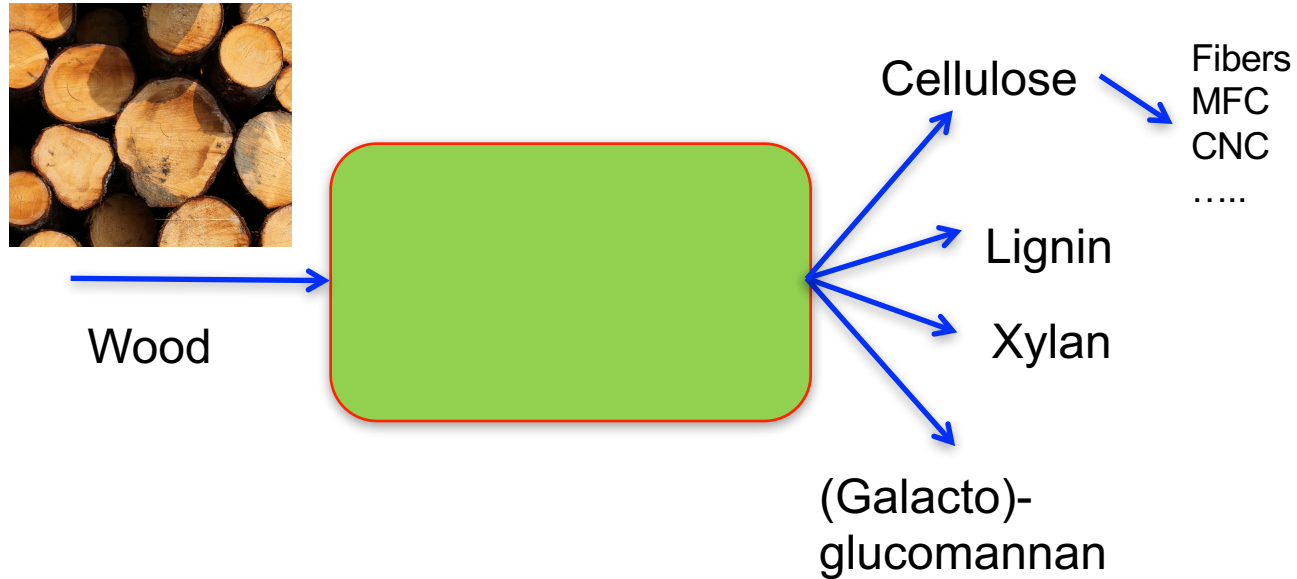 Wood
Cellulose
Fibers
MFC
CNC
.....
Lignin
Xylan
(Galacto)-
glucomannan